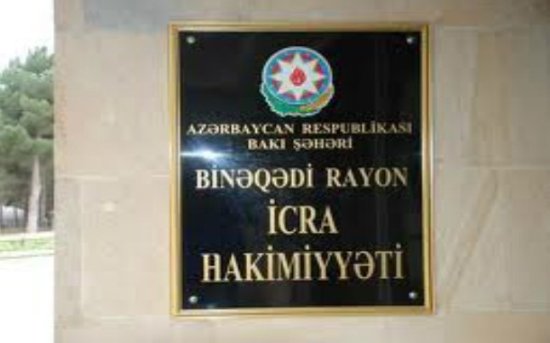 AZƏRBAYCAN RESPUBLİKASI
BAKI ŞƏHƏRİ
BİNƏQƏDİ RAYON
İCRA
HAKİMİYYƏTİ